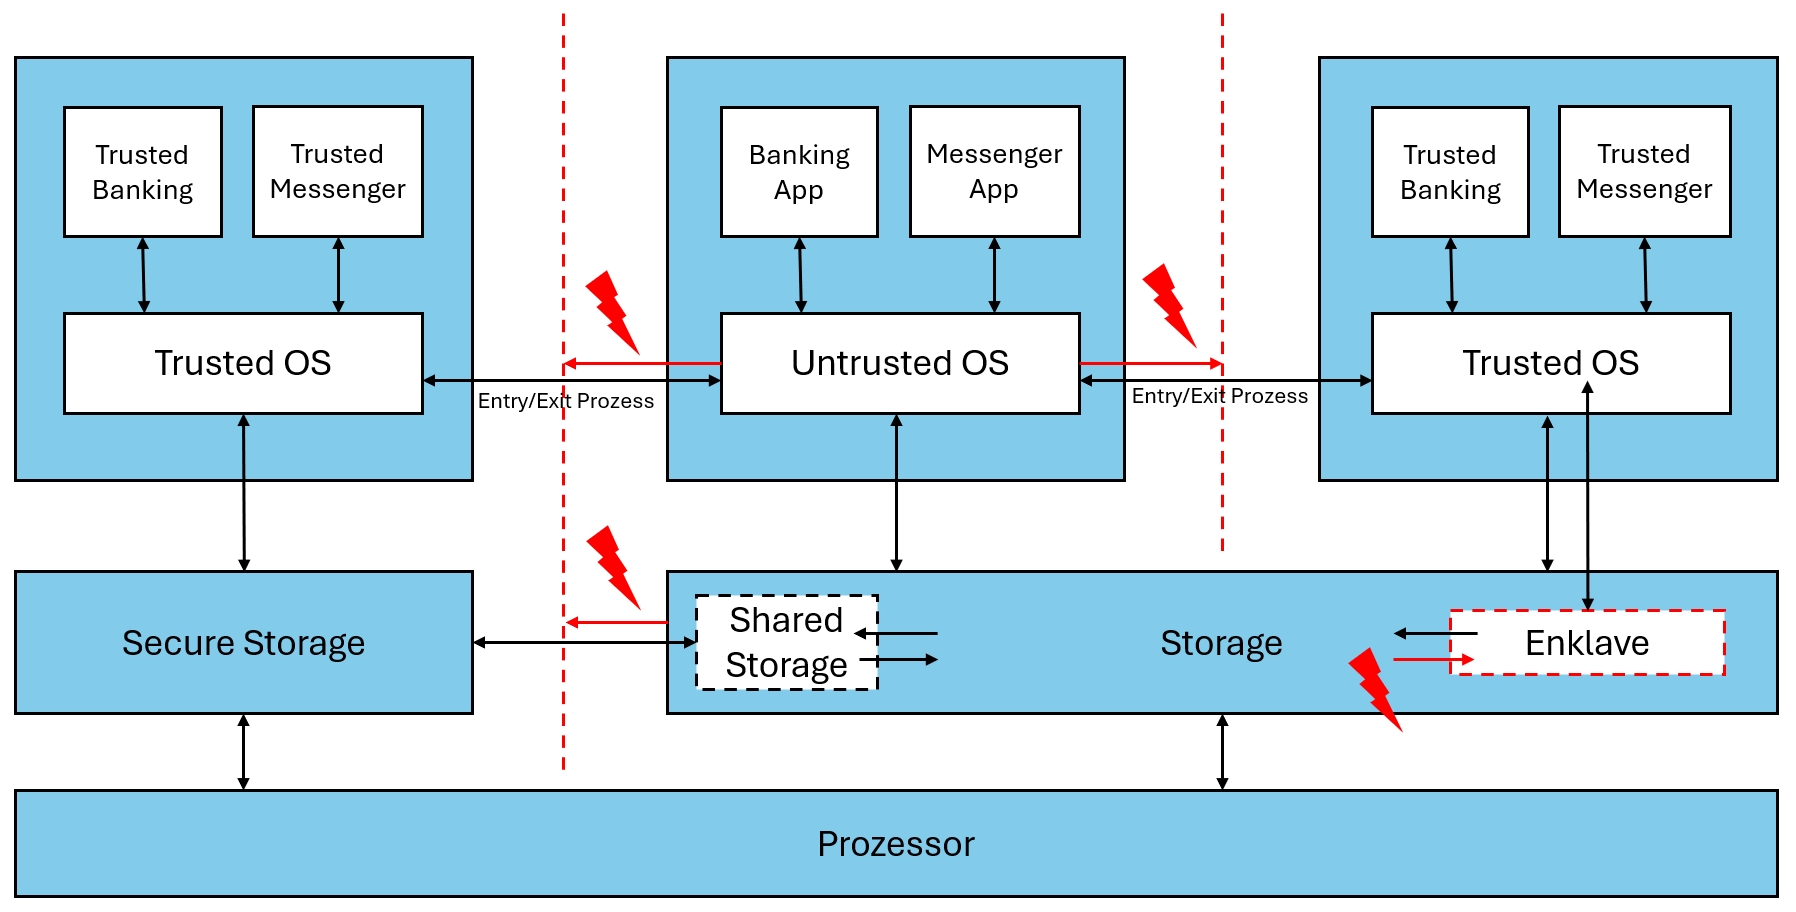 Trusted
Banking
Trusted
Messenger
Banking
App
Messenger
App
Trusted
Banking
Trusted
Messenger
Trusted OS
Untrusted OS
Trusted OS
Entry/Exit Prozess
Entry/Exit Prozess
Secure Storage
Shared
Storage
Storage
Enklave
Prozessor